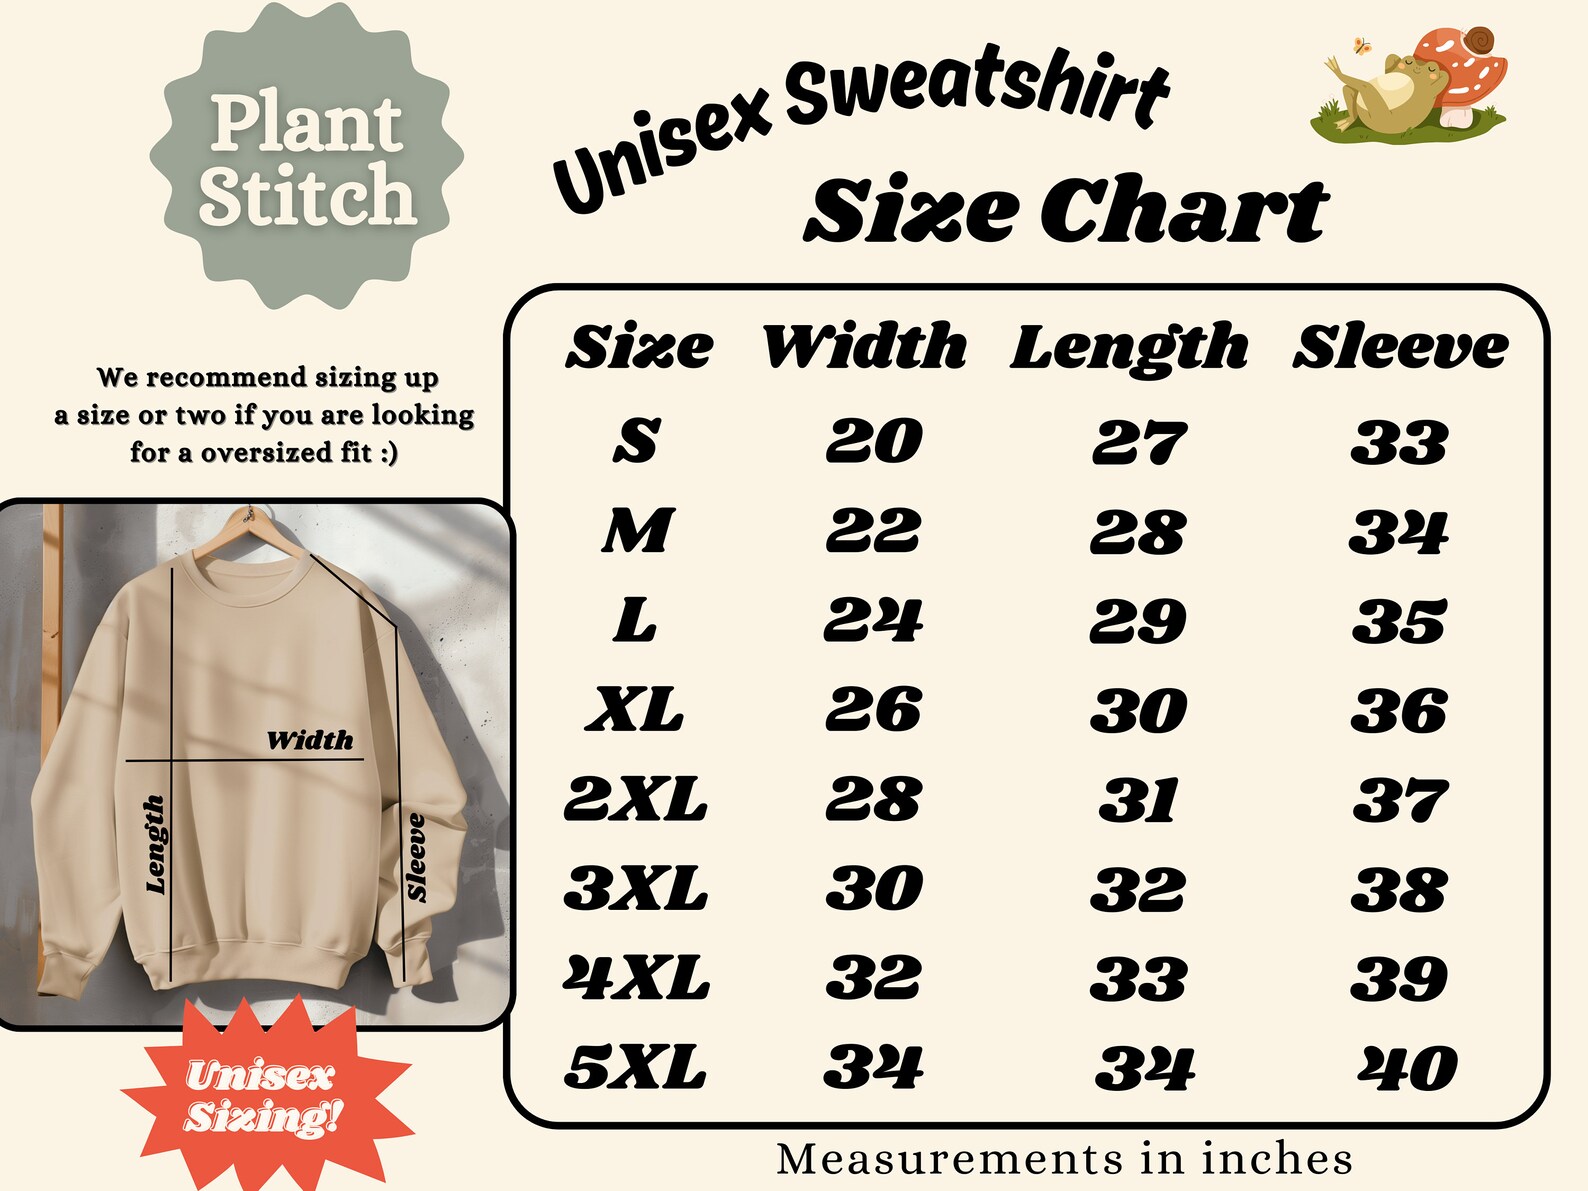 Plant
Stitch
Unisex Sweatshirt
Size Chart
We recommend sizing up
a size or two if you are looking
for a oversized fit :)
Size Width Length Sleeve
S 20 27 33
M 22 28 34
L 24 29 35
XL 26 30 36
2XL 28 31 37
3XL 30 32 38
4XL 32 33 39
5XL 34 34 40
Width
Length
Sleeve
Unisex
Sizing!
Measurements in inches